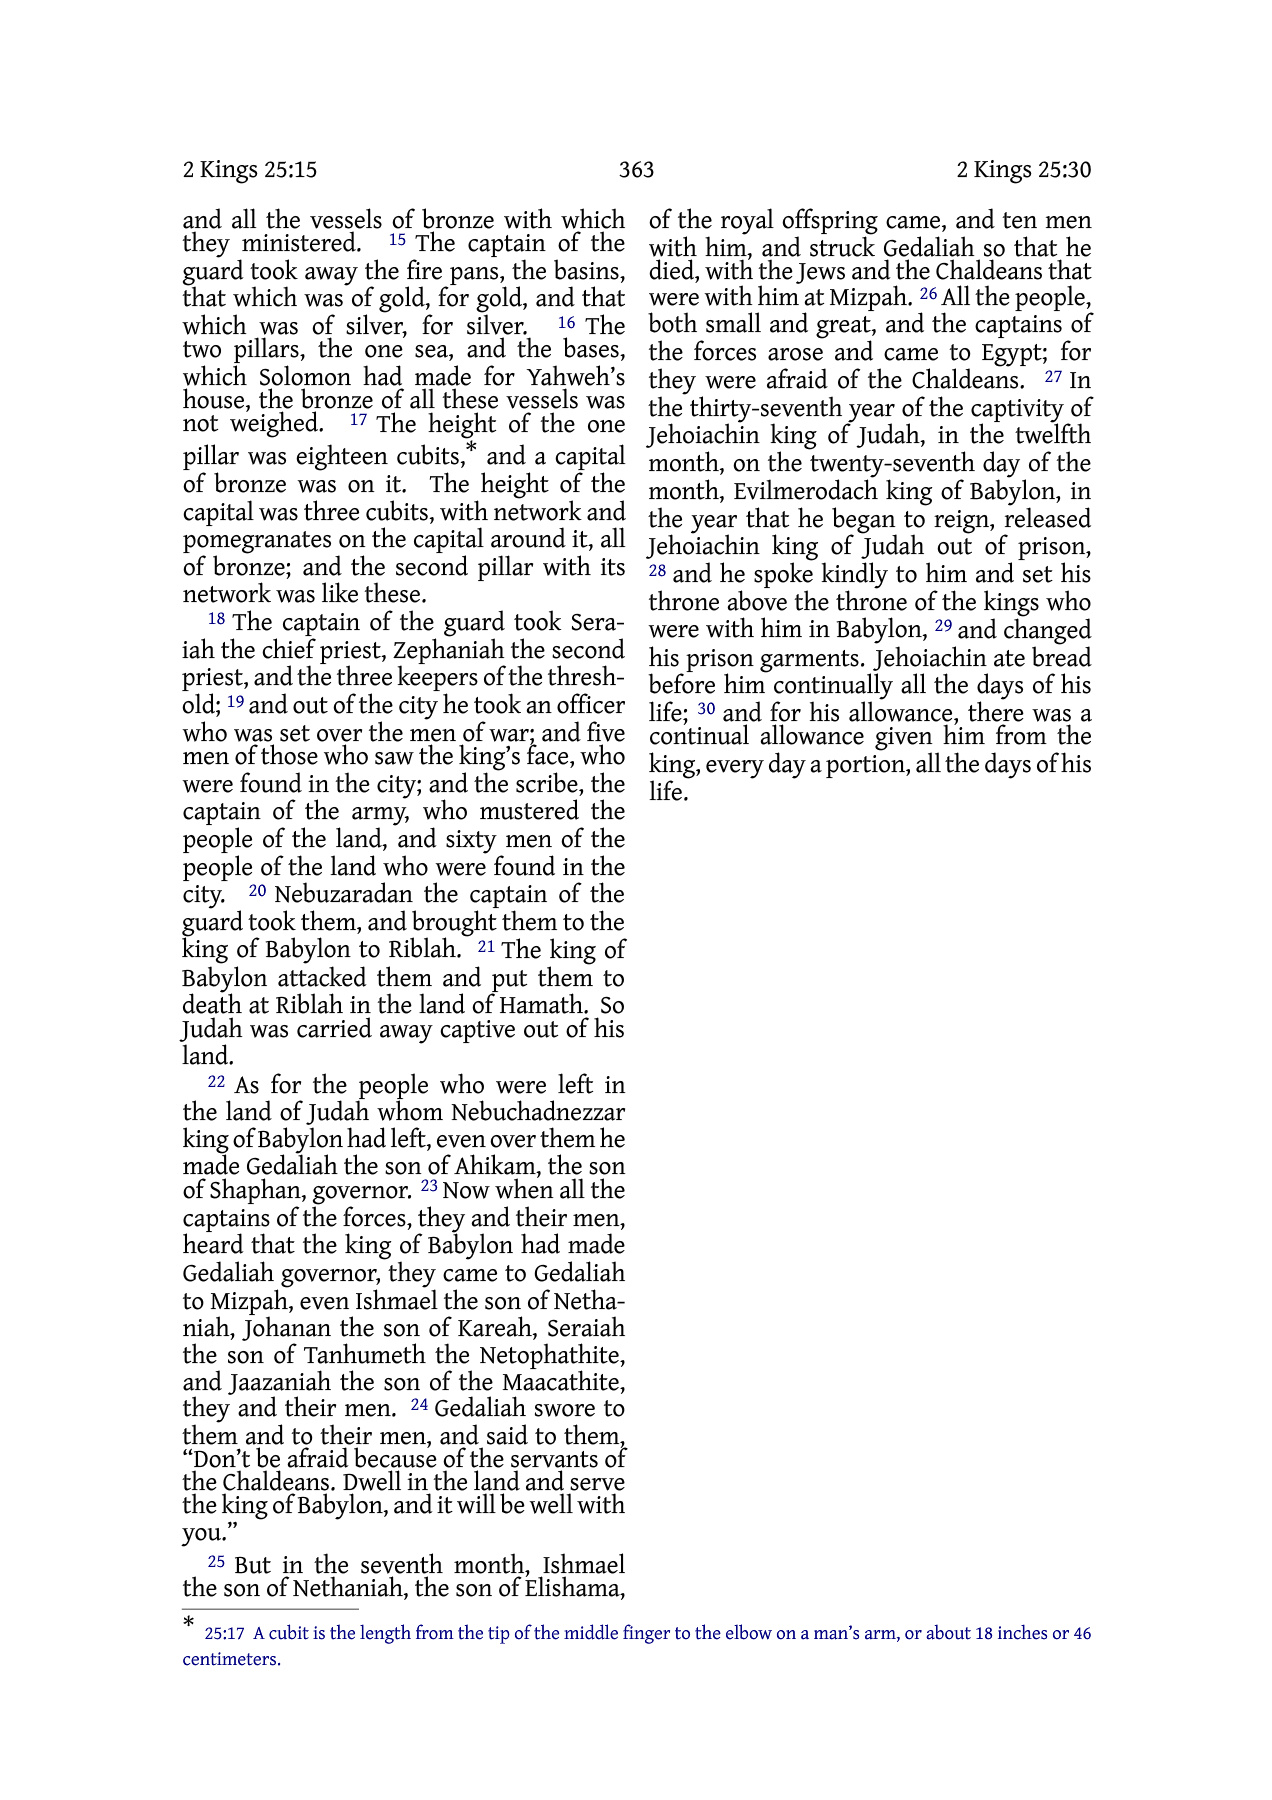 2 Kings 25:15 363 2 Kings 25:30
and all the vessels of bronze with which
they ministered. 15 The captain of the
guard took away the fire pans, the basins,
that which was of gold, for gold, and that
which was of silver, for silver. 16 The
two pillars, the one sea, and the bases,
which Solomon had made for Yahweh’s
house, the bronze of all these vessels was
not weighed. 17 The height of the one
pillar was eighteen cubits,* and a capital
of bronze was on it. The height of the
capital was three cubits, with network and
pomegranates on the capital around it, all
of bronze; and the second pillar with its
network was like these.
18 The captain of the guard took Sera-
iah the chief priest, Zephaniah the second
priest, and the three keepers of the thresh-
old; 19 and out of the city he took an officer
who was set over the men of war; and five
men of those who saw the king’s face, who
were found in the city; and the scribe, the
captain of the army, who mustered the
people of the land, and sixty men of the
people of the land who were found in the
city. 20 Nebuzaradan the captain of the
guard took them, and brought them to the
king of Babylon to Riblah. 21 The king of
Babylon attacked them and put them to
death at Riblah in the land of Hamath. So
Judah was carried away captive out of his
land.
22 As for the people who were left in
the land of Judah whom Nebuchadnezzar
king of Babylon had left, even over them he
made Gedaliah the son of Ahikam, the son
of Shaphan, governor. 23 Now when all the
captains of the forces, they and their men,
heard that the king of Babylon had made
Gedaliah governor, they came to Gedaliah
to Mizpah, even Ishmael the son of Netha-
niah, Johanan the son of Kareah, Seraiah
the son of Tanhumeth the Netophathite,
and Jaazaniah the son of the Maacathite,
they and their men. 24 Gedaliah swore to
them and to their men, and said to them,
“Don’t be afraid because of the servants of
the Chaldeans. Dwell in the land and serve
the king of Babylon, and it will be well with
you.”
25 But in the seventh month, Ishmael
the son of Nethaniah, the son of Elishama,
of the royal offspring came, and ten men
with him, and struck Gedaliah so that he
died, with the Jews and the Chaldeans that
were with him at Mizpah. 26 All the people,
both small and great, and the captains of
the forces arose and came to Egypt; for
they were afraid of the Chaldeans. 27 In
the thirty-seventh year of the captivity of
Jehoiachin king of Judah, in the twelfth
month, on the twenty-seventh day of the
month, Evilmerodach king of Babylon, in
the year that he began to reign, released
Jehoiachin king of Judah out of prison,
28 and he spoke kindly to him and set his
throne above the throne of the kings who
were with him in Babylon, 29 and changed
his prison garments. Jehoiachin ate bread
before him continually all the days of his
life; 30 and for his allowance, there was a
continual allowance given him from the
king, every day a portion, all the days of his
life.
* 25:17 A cubit is the length from the tip of the middle finger to the elbow on a man’s arm, or about 18 inches or 46
centimeters.